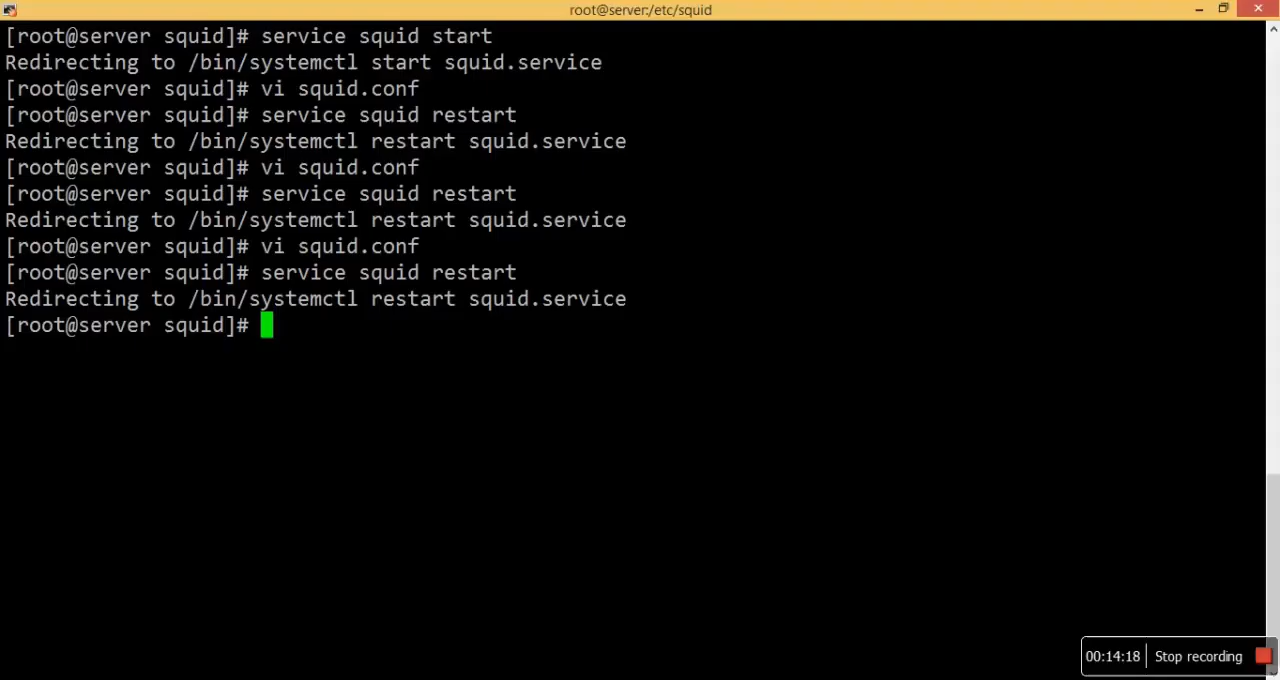 root@server:/etc/squid
[root@server squid]# service squid start
Redirecting to /bin/systemctl start squid.service
[root@server squid]# vi squid.conf
[root@server squid]# service squid restart
Redirecting to /bin/systemctl restart squid.service
[root@server squid]# vi squid.conf
[root@server squid]# service squid restart
Redirecting to /bin/systemctl restart squid.service
[root@server squid]# vi squid.conf
[root@server squid]# service squid restart
Redirecting to /bin/systemctl restart squid.service
[root@server squid]#
00:14:18 Stop recording